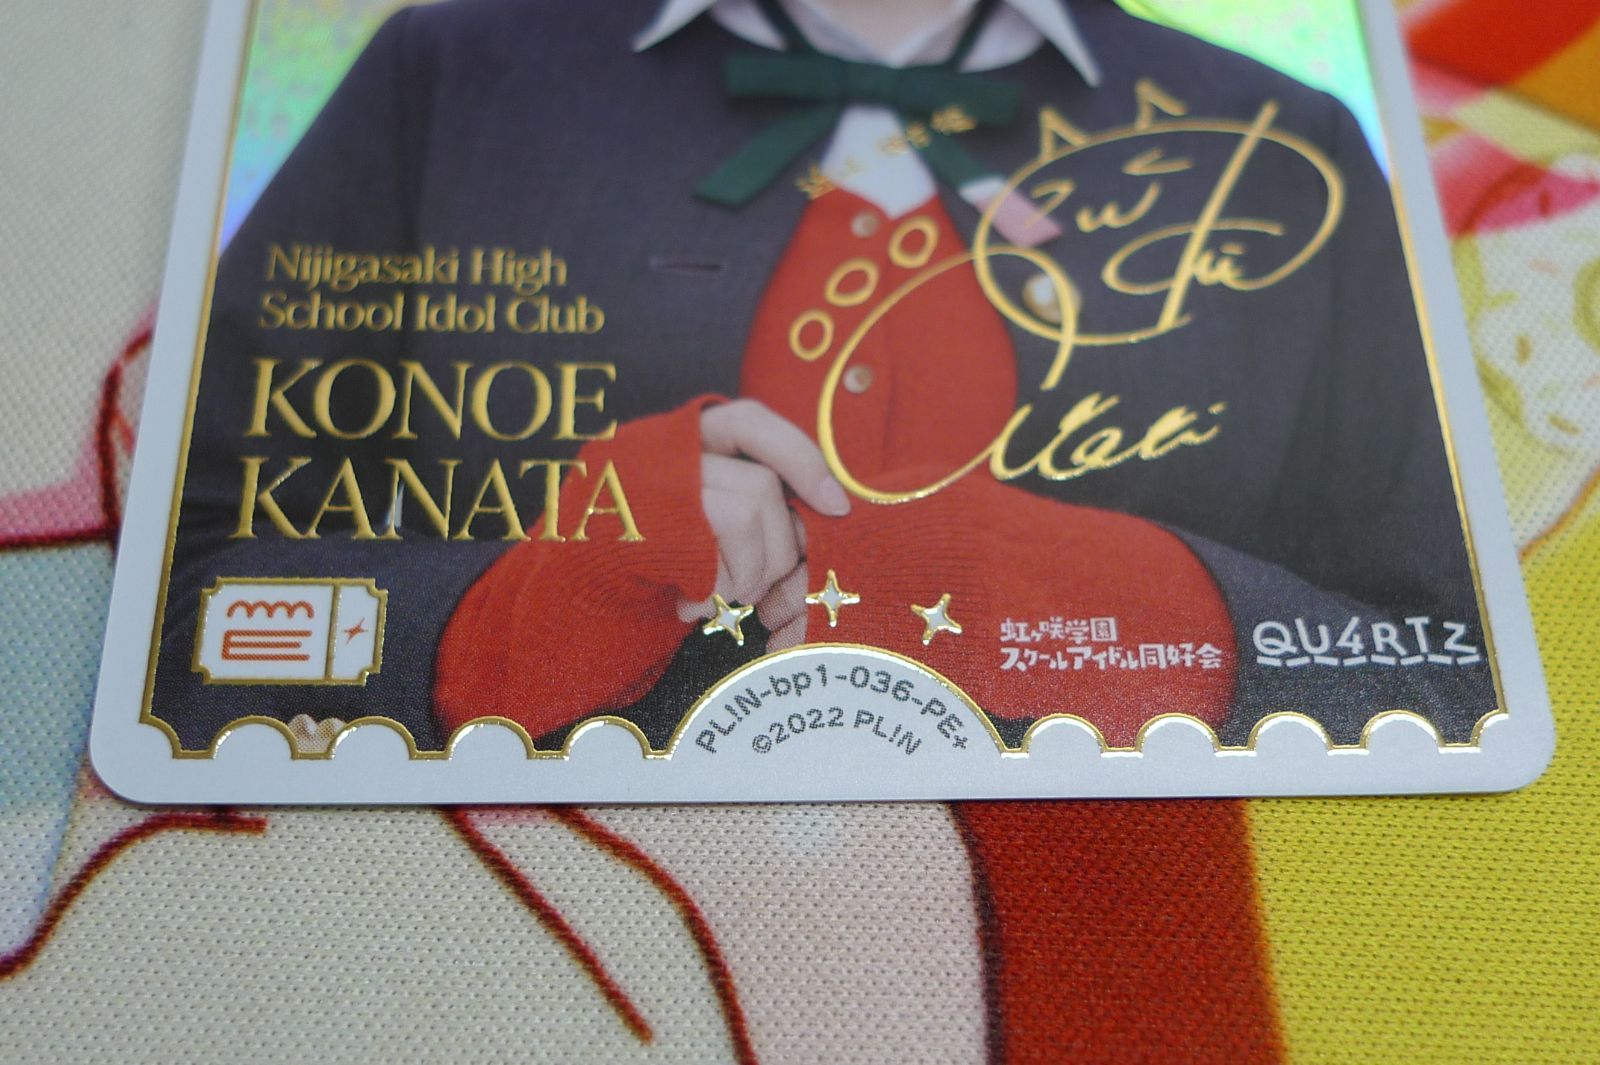 Nijigasaki High
School Idol Club
KONOE
KANATA
虹ヶ咲学園
スクールアイドル同好会
QU4RTZ
PL!N-bp1-036-PE+
©2022 PL!N